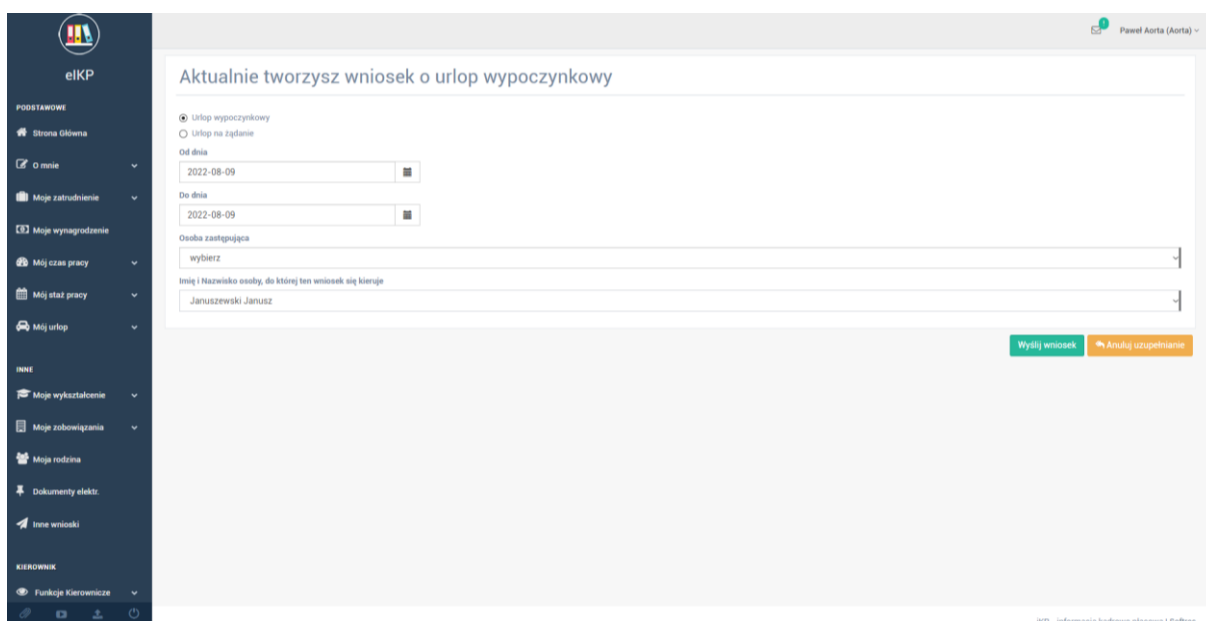 eIKP
PODSTAWOWE
Strona Główna
O mnie
Moje zatrudnienie
Moje wynagrodzenie
Mój czas pracy
Mój staż pracy
Mój urlop
INNE
Moje wykształcenie
Moje zobowiązania
Moja rodzina
Dokumenty elektr.
Inne wnioski
KIEROWNIK
Funkcje Kierownicze
Paweł Aorta (Aorta)
Aktualnie tworzysz wniosek o urlop wypoczynkowy
Urlop wypoczynkowy
Urlop na żądanie
Od dnia
2022-08-09
Do dnia
2022-08-09
Osoba zastępująca
wybierz
Imię i Nazwisko osoby, do której ten wniosek się kieruje
Januszewski Janusz
Wyślij wniosek Anuluj uzupełnianie